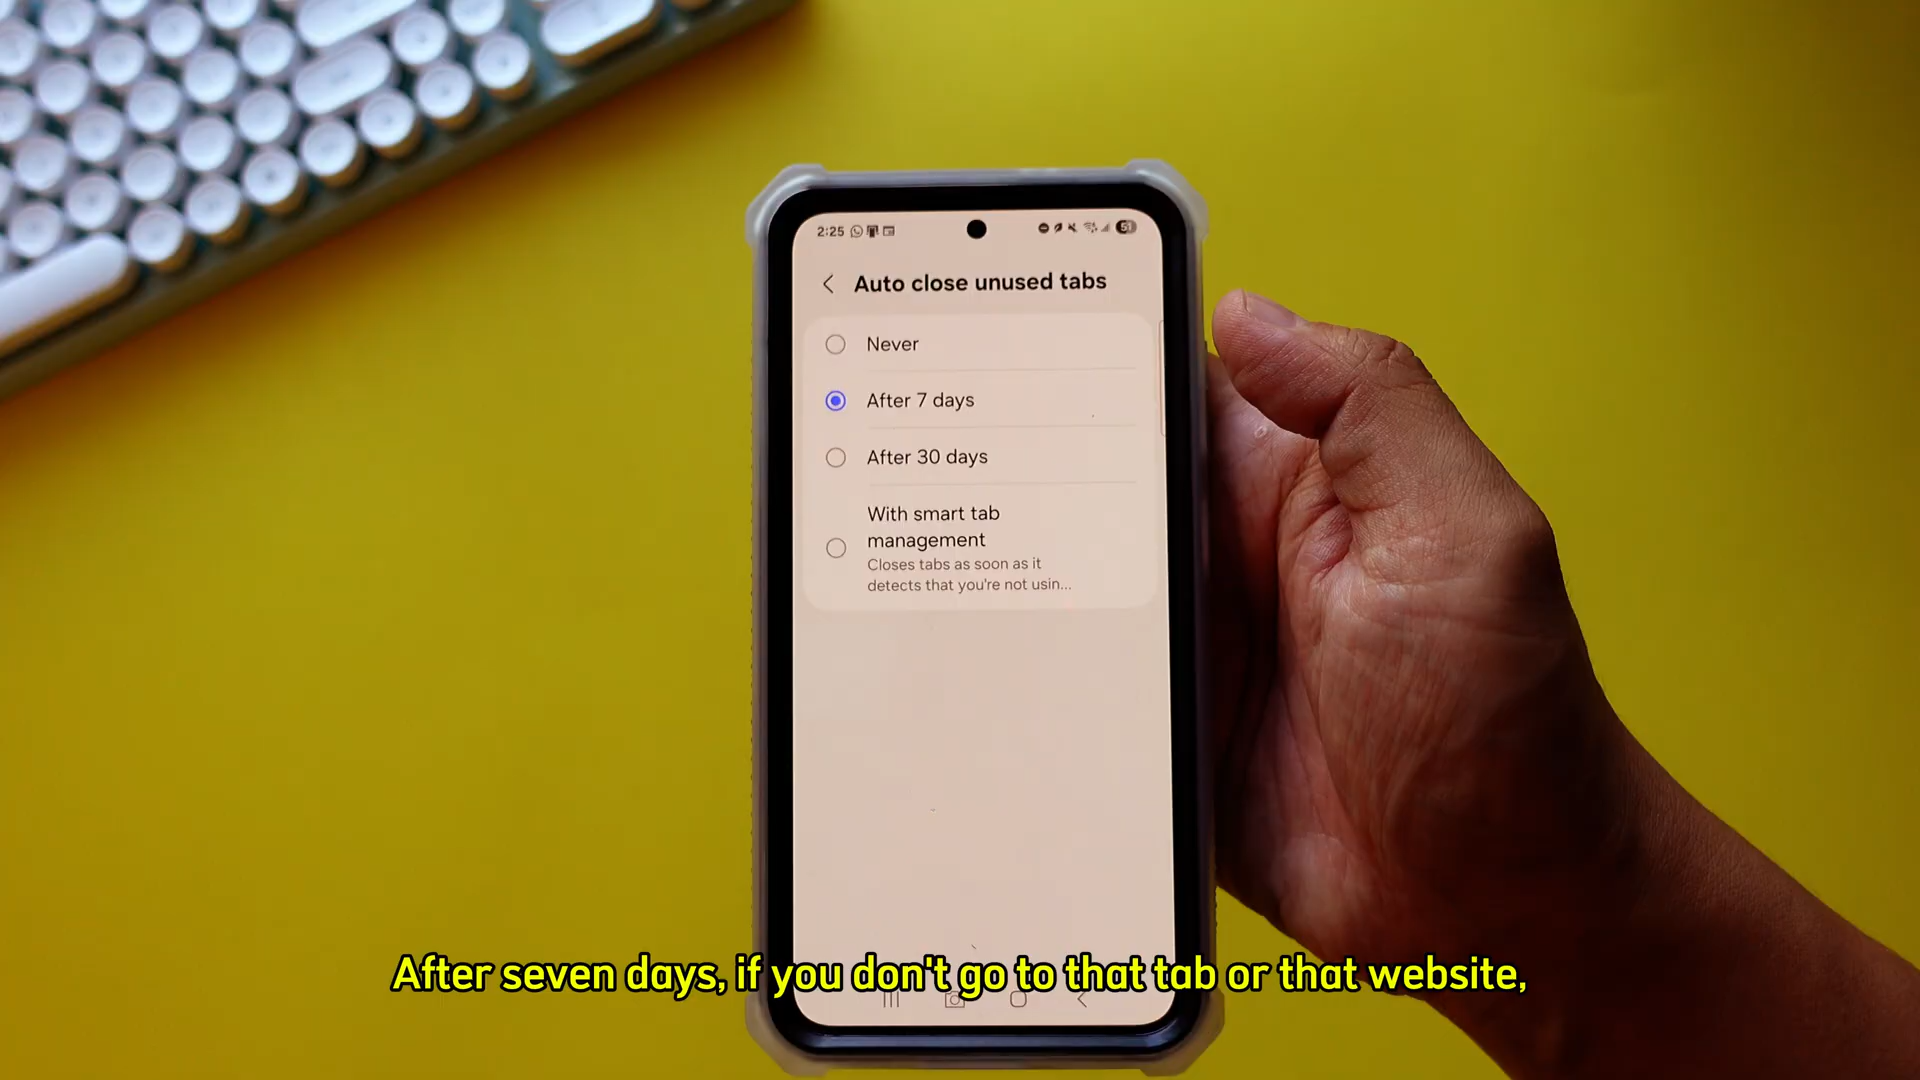 2:25
51
Auto close unused tabs
Never
After 7 days
After 30 days
With smart tab
management
Closes tabs as soon as it
detects that you're not usin...
After seven days, if you don't go to that tab or that website,